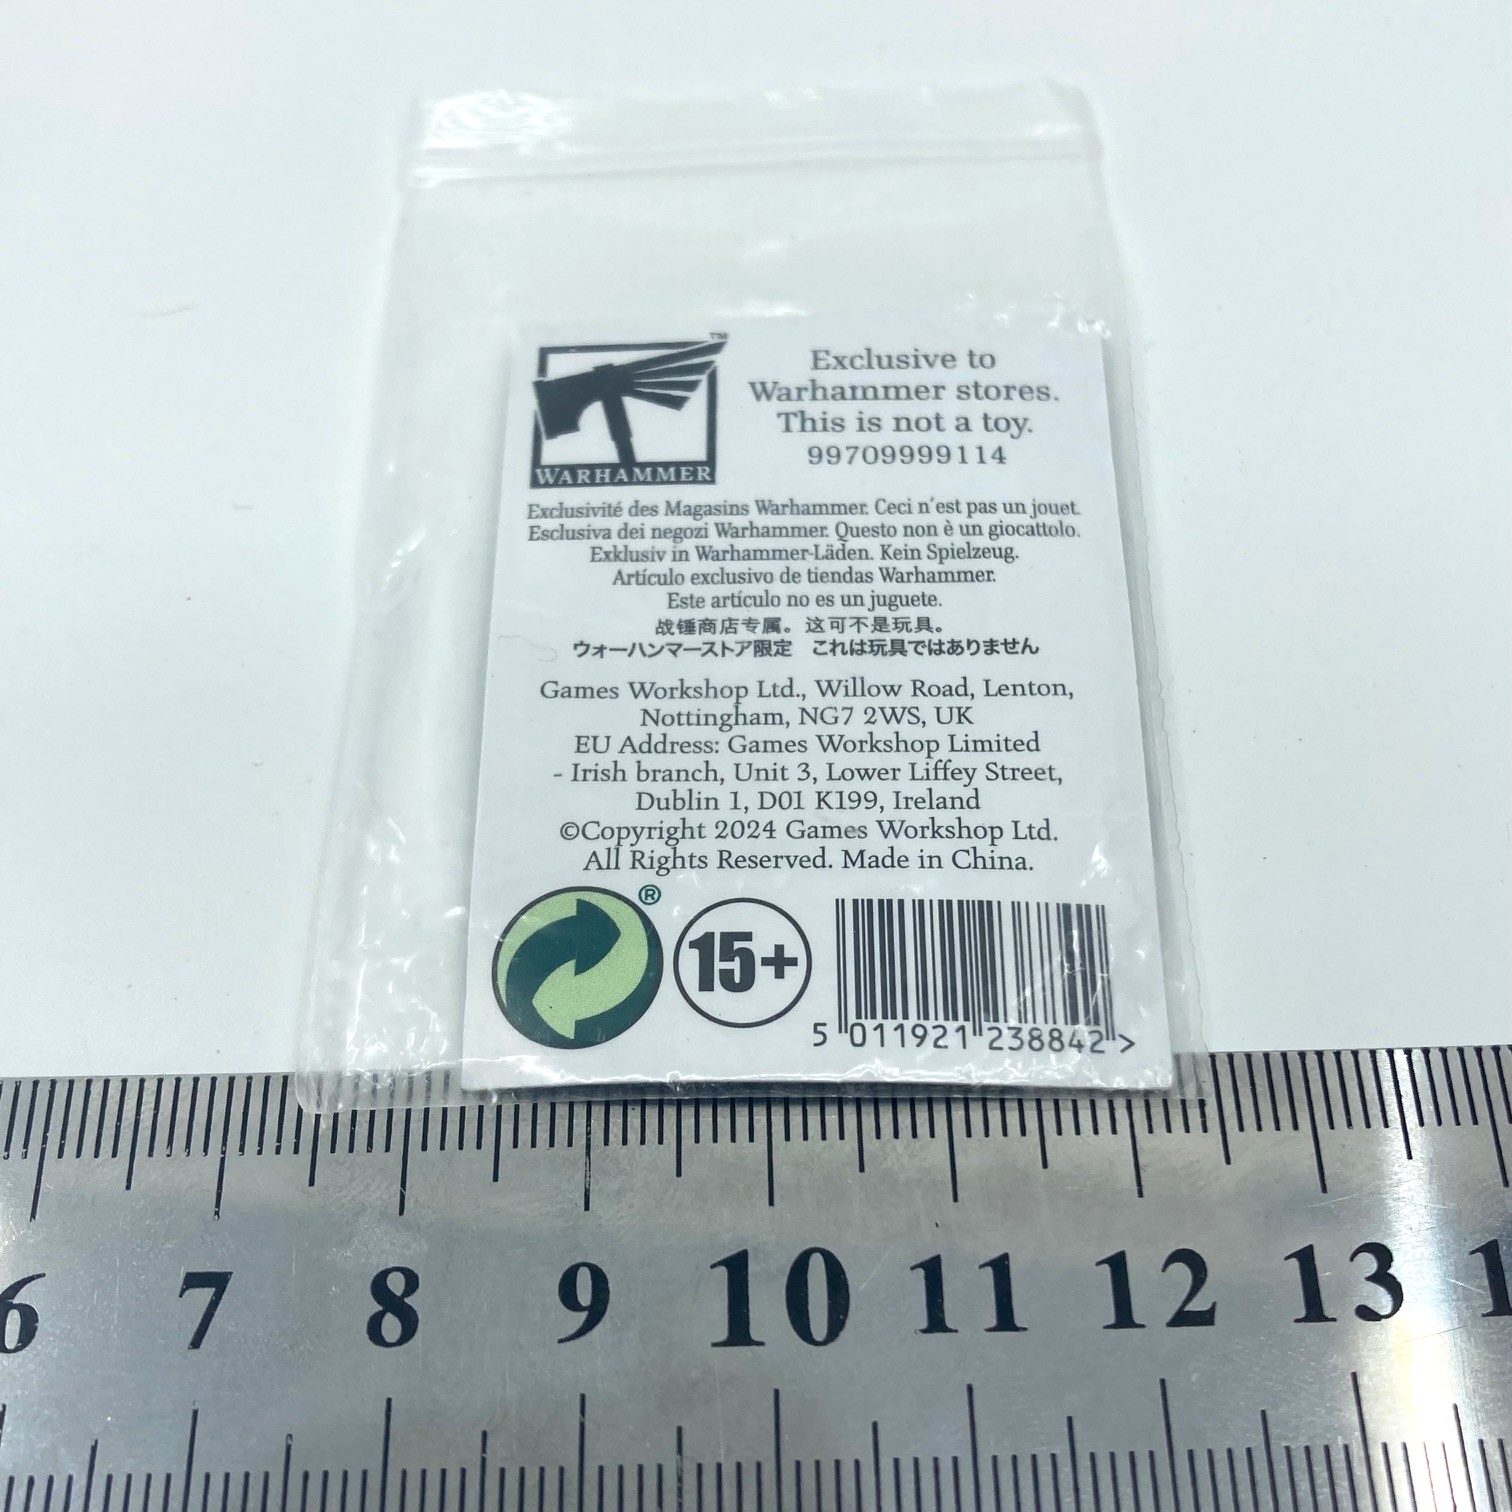 WARHAMMER
™
Exclusive to
Warhammer stores.
This is not a toy.
99709999114
Exclusivité des Magasins Warhammer. Ceci n'est pas un jouet.
Esclusiva dei negozi Warhammer. Questo non è un giocattolo.
Exklusiv in Warhammer-Läden. Kein Spielzeug.
Artículo exclusivo de tiendas Warhammer.
Este artículo no es un juguete.
战锤商店专属。这可不是玩具。
ウォーハンマーストア限定　これは玩具ではありません
Games Workshop Ltd., Willow Road, Lenton,
Nottingham, NG7 2WS, UK
EU Address: Games Workshop Limited
- Irish branch, Unit 3, Lower Liffey Street,
Dublin 1, D01 K199, Ireland
©Copyright 2024 Games Workshop Ltd.
All Rights Reserved. Made in China.
®
15+
5 011921 238842 >
6 7 8 9 10 11 12 13